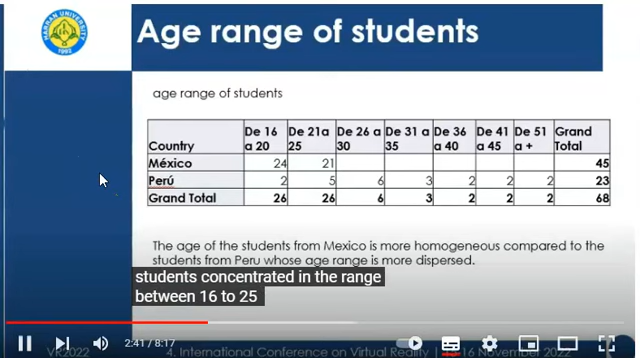 HARRAN UNIVERSITY
1992
Age range of students
age range of students
Country De 16 a 20 De 21a 25 De 26 a 30 De 31 a 35 De 36 a 40 De 41 a 45 De 51 a + Grand Total
México 24 21 45
Perú 2 5 6 3 2 2 2 23
Grand Total 26 26 6 3 2 2 2 68
The age of the students from Mexico is more homogeneous compared to the
students from Peru whose age range is more dispersed.
students concentrated in the range
between 16 to 25
2:41 / 8:17
VR2022 4. International Conference on Virtual Reality 16 November 2022